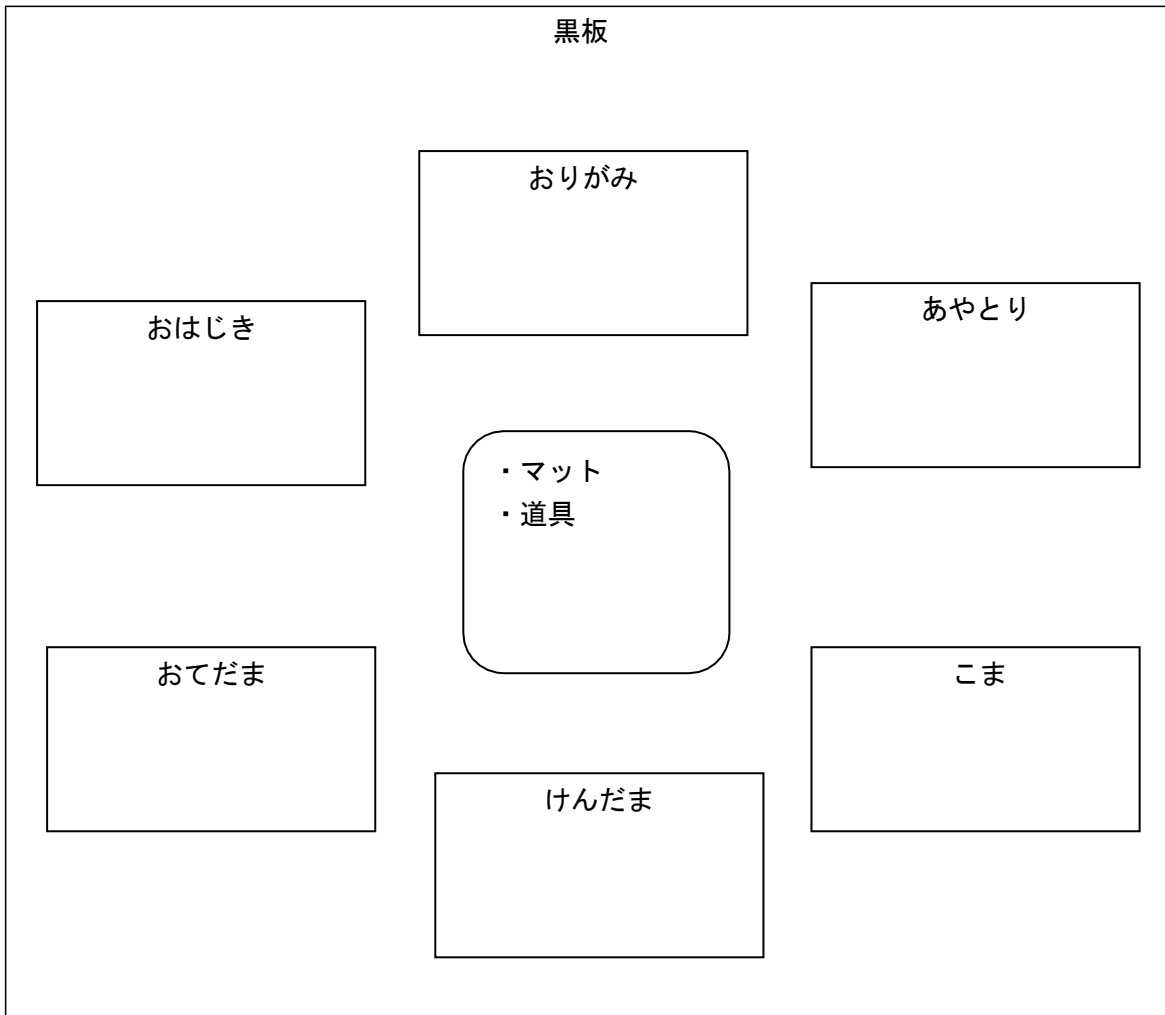 黒板
おりがみ
あやとり
おはじき
・マット
・道具
おてだま
こま
けんだま